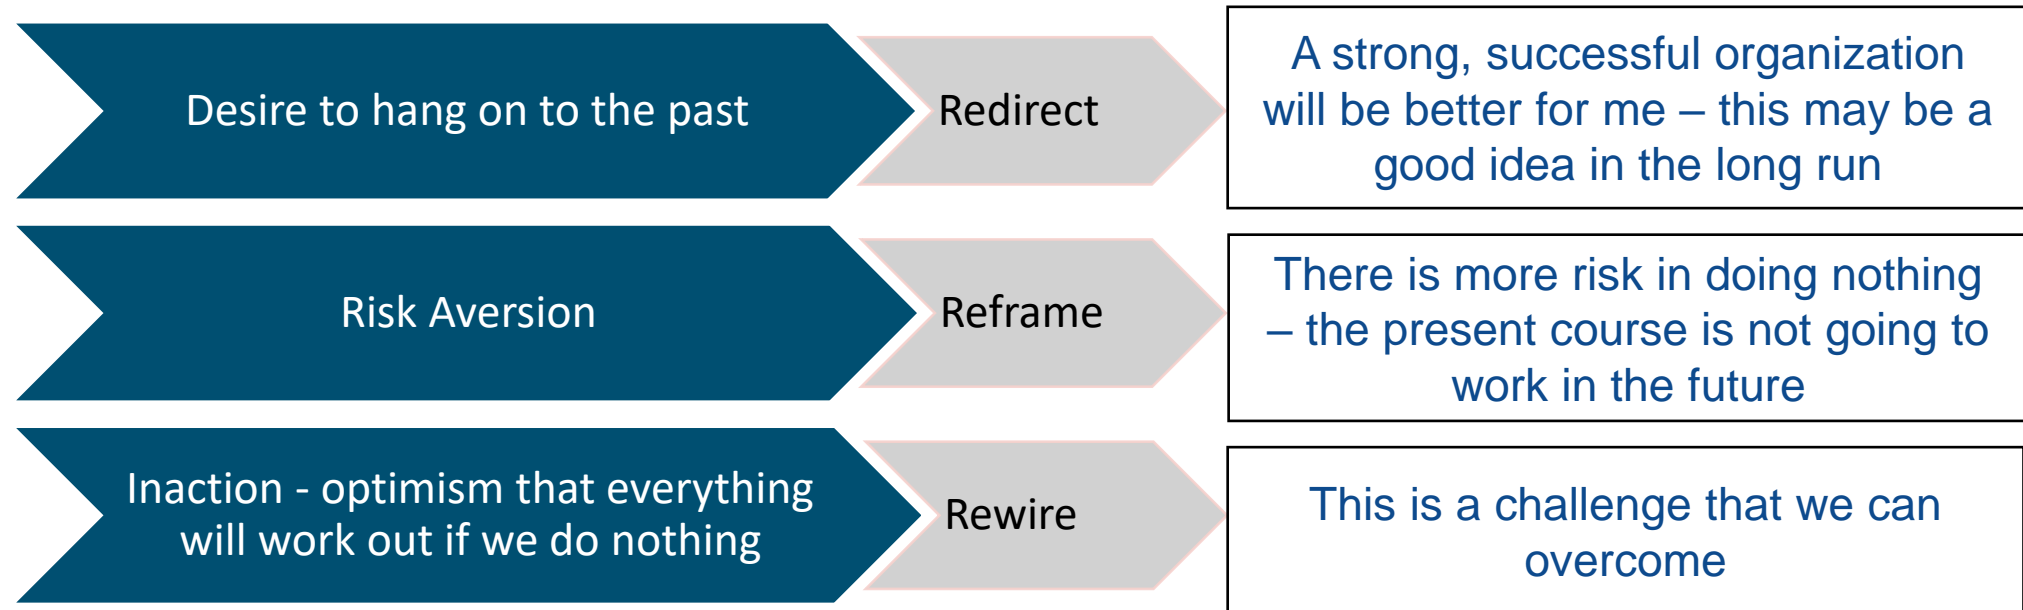 Desire to hang on to the past
Redirect
A strong, successful organization
will be better for me – this may be a
good idea in the long run
Risk Aversion
Reframe
There is more risk in doing nothing
– the present course is not going to
work in the future
Inaction - optimism that everything
will work out if we do nothing
Rewire
This is a challenge that we can
overcome